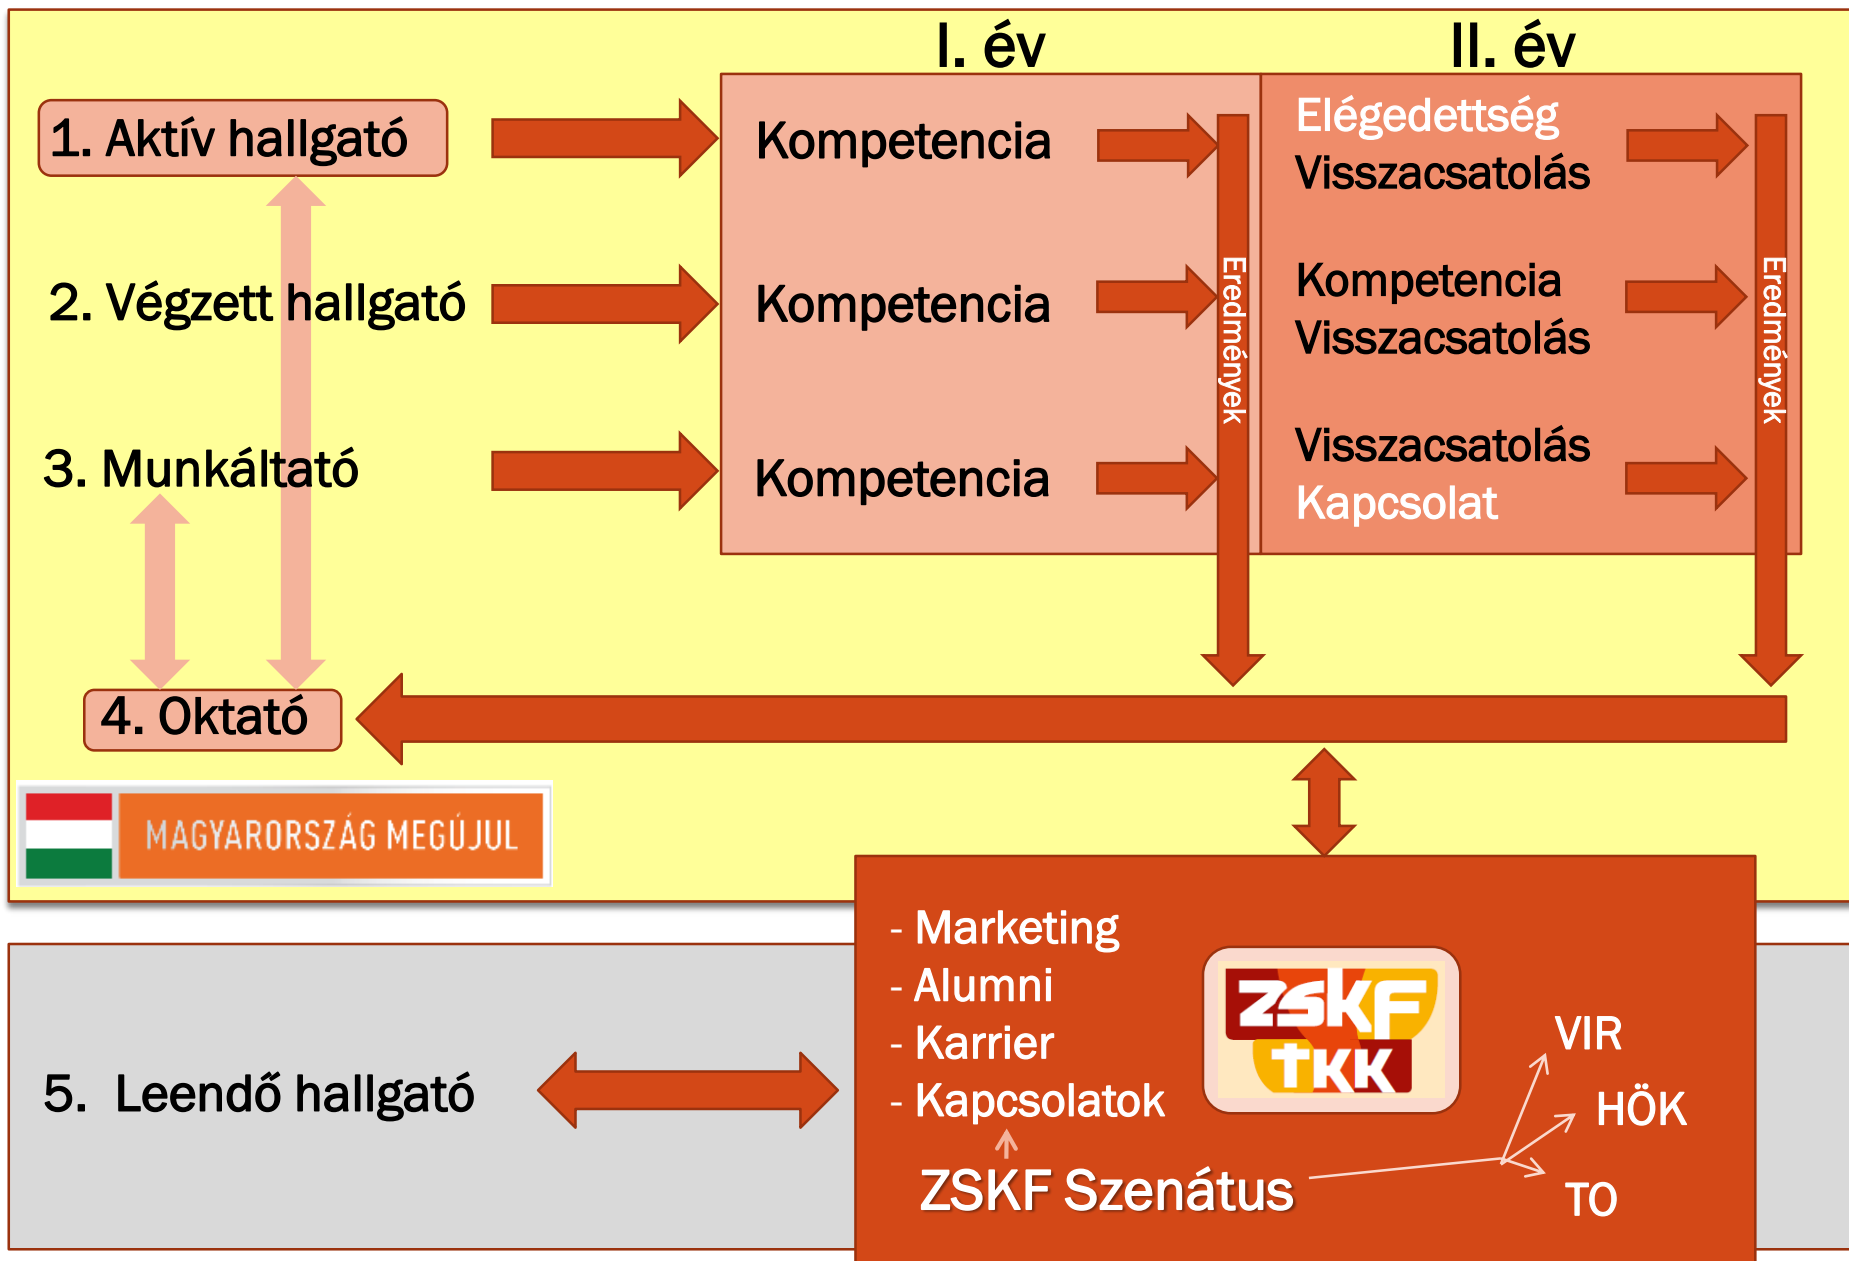 I. év
II. év
1. Aktív hallgató
Kompetencia
Elégedettség
Visszacsatolás
2. Végzett hallgató
Kompetencia
Kompetencia
Visszacsatolás
3. Munkáltató
Kompetencia
Visszacsatolás
Kapcsolat
Eredmények
Eredmények
4. Oktató
MAGYARORSZÁG MEGÚJUL
5. Leendő hallgató
- Marketing
- Alumni
- Karrier
- Kapcsolatok
ZSKF
TKK
ZSKF Szenátus
VIR
HÖK
TO